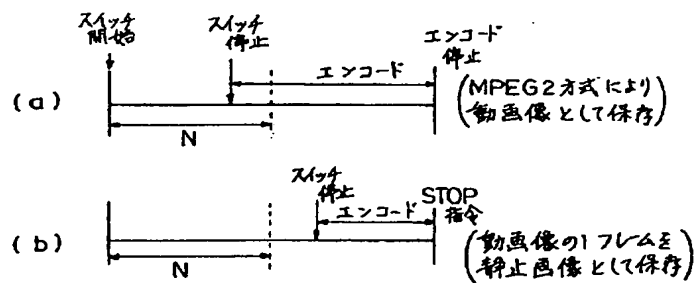 スイッチ
開始
スイッチ
停止
エンコード
エンコード
停止
(a)
N
(MPEG2方式により
動画像として保存)
スイッチ
停止
エンコード
STOP
指令
(b)
N
(動画像の1フレームを
静止画像として保存)